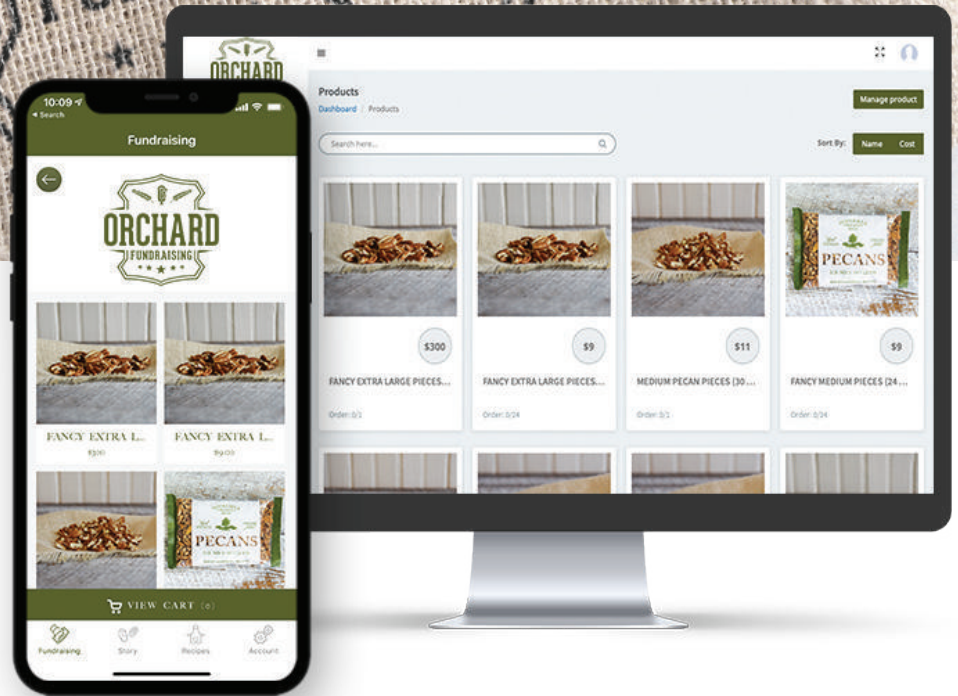 10:09
Search
Fundraising
ORCHARD
FUNDRAISING
PECANS
FANCY EXTRA L...
$300
FANCY EXTRA L...
$9.00
PECANS
VIEW CART (0)
Fundraising
Story
Recipes
Account
ORCHARD
Products
Dashboard / Products
Manage product
Search here...
Sort By: Name Cost
$300
$9
$11
$9
FANCY EXTRA LARGE PIECES...
FANCY EXTRA LARGE PIECES...
MEDIUM PECAN PIECES (30 ...
FANCY MEDIUM PIECES (24 ...
Order: 0/1
Order: 0/24
Order: 0/1
Order: 0/24